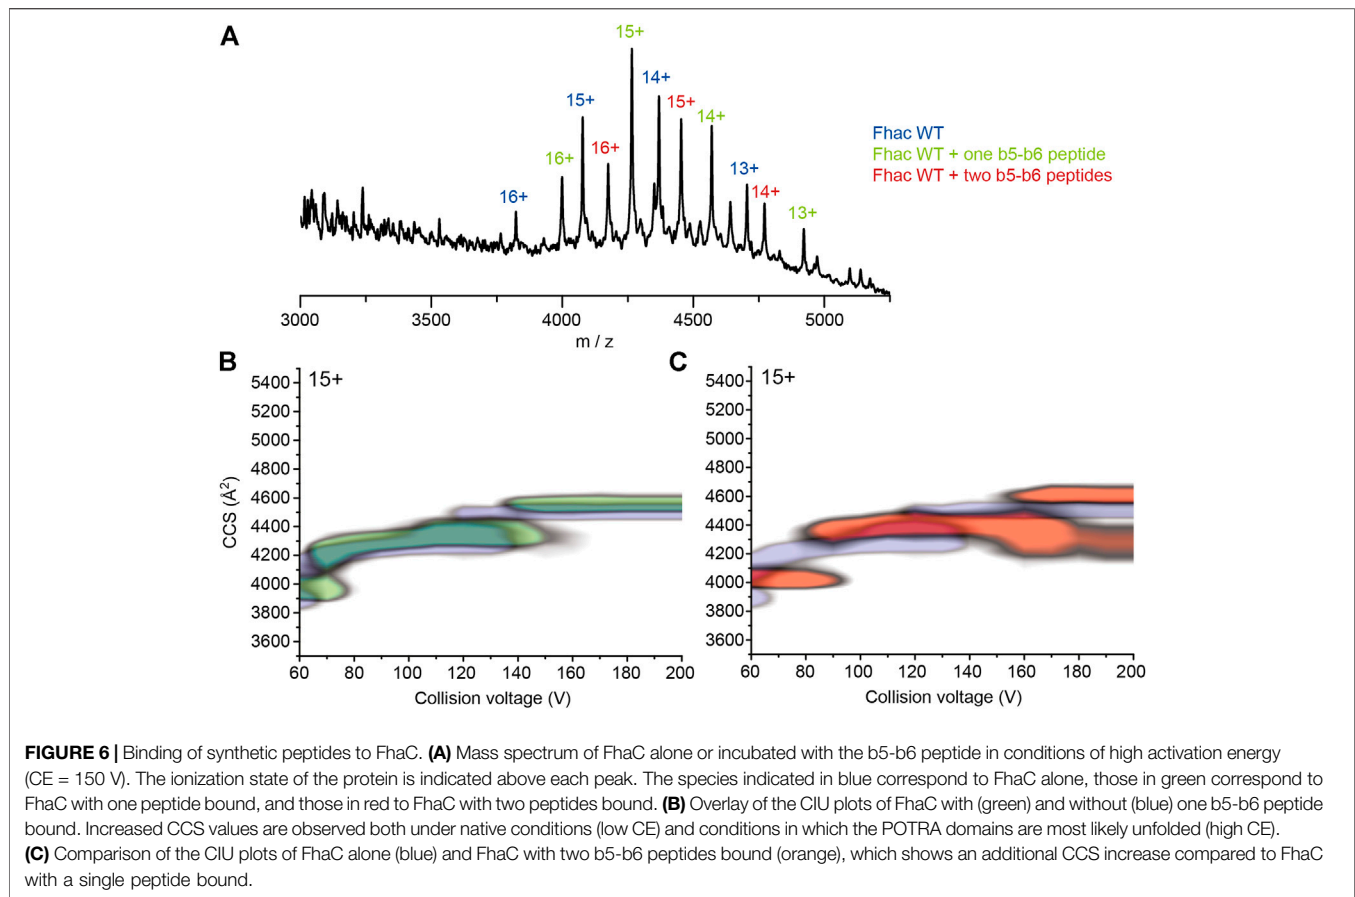 A
15+
14+
15+
15+
14+
16+
16+
13+
14+
16+
13+
Fhac WT
Fhac WT + one b5-b6 peptide
Fhac WT + two b5-b6 peptides
3000 3500 4000 4500 5000
m / z
B
15+
5400
5200
5000
4800
4600
4400
4200
4000
3800
3600
CCS (Å²)
60 80 100 120 140 160 180 200
Collision voltage (V)
C
15+
5400
5200
5000
4800
4600
4400
4200
4000
3800
3600
60 80 100 120 140 160 180 200
Collision voltage (V)
FIGURE 6 | Binding of synthetic peptides to FhaC. (A) Mass spectrum of FhaC alone or incubated with the b5-b6 peptide in conditions of high activation energy
(CE = 150 V). The ionization state of the protein is indicated above each peak. The species indicated in blue correspond to FhaC alone, those in green correspond to
FhaC with one peptide bound, and those in red to FhaC with two peptides bound. (B) Overlay of the CIU plots of FhaC with (green) and without (blue) one b5-b6 peptide
bound. Increased CCS values are observed both under native conditions (low CE) and conditions in which the POTRA domains are most likely unfolded (high CE).
(C) Comparison of the CIU plots of FhaC alone (blue) and FhaC with two b5-b6 peptides bound (orange), which shows an additional CCS increase compared to FhaC
with a single peptide bound.